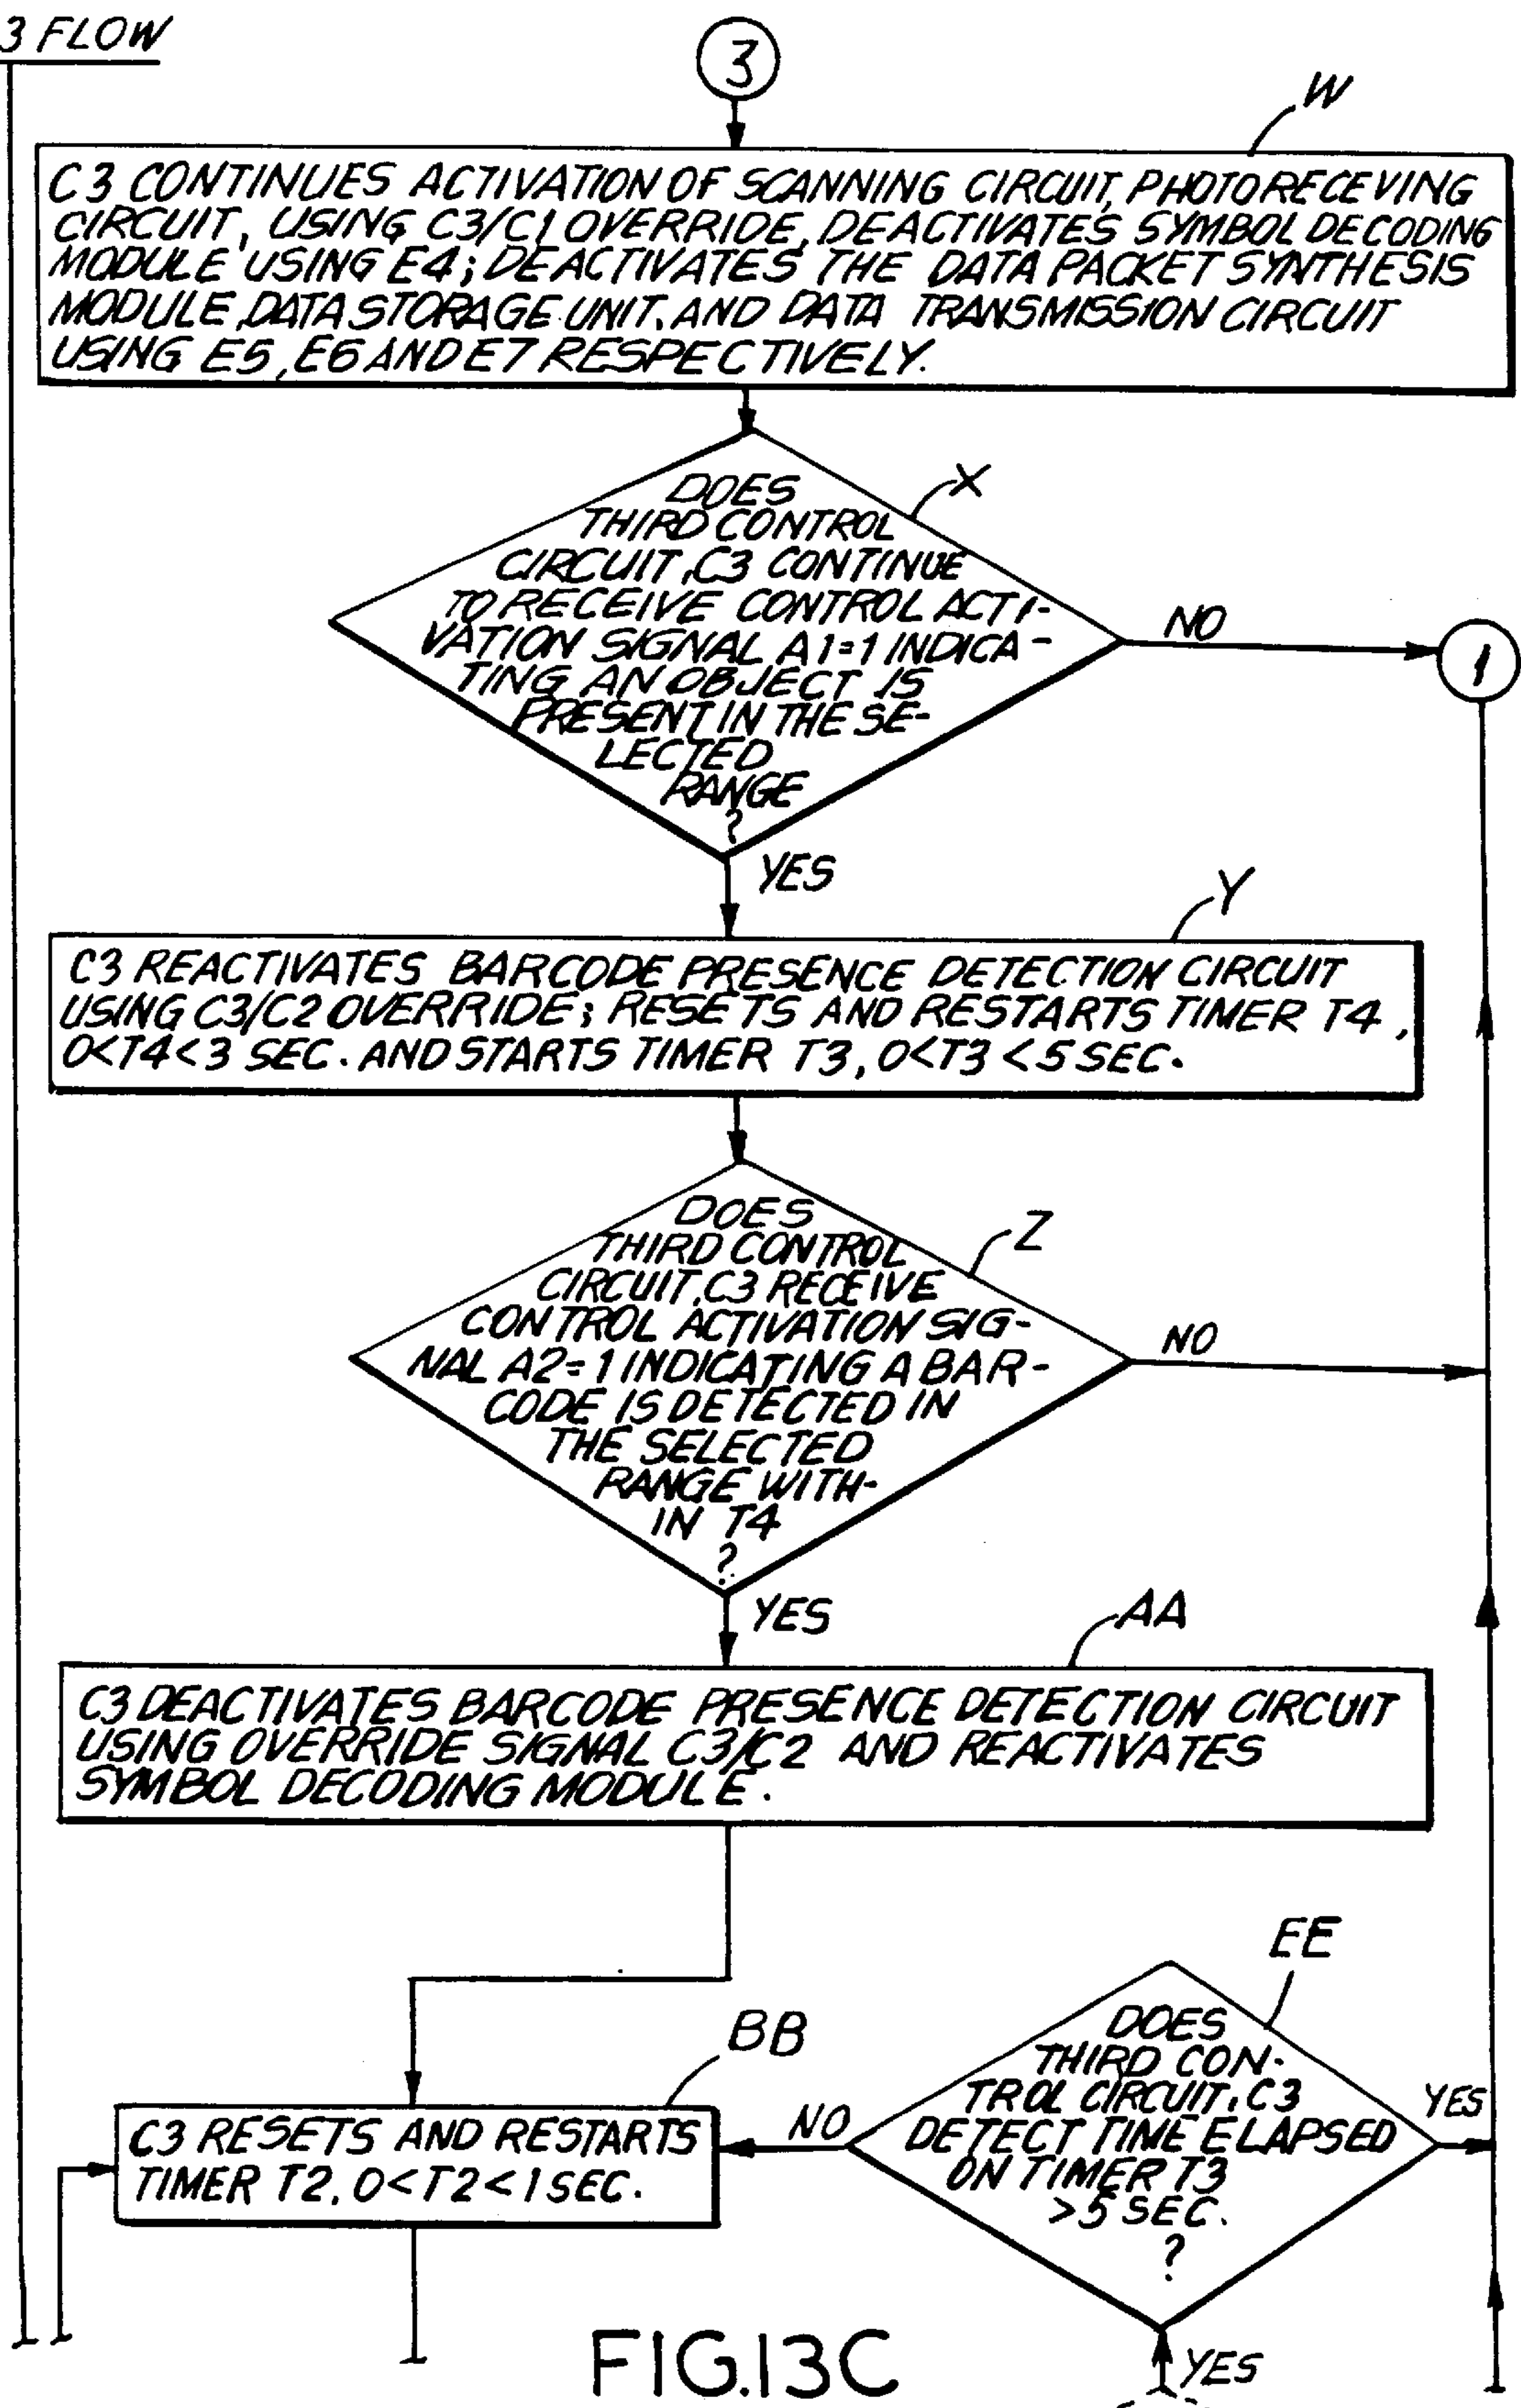 3 FLOW
3
W
C3 CONTINUES ACTIVATION OF SCANNING CIRCUIT, PHOTORECEVING
CIRCUIT, USING C3/C1 OVERRIDE, DEACTIVATES SYMBOL DECODING
MODULE USING E4; DEACTIVATES THE DATA PACKET SYNTHESIS
MODULE, DATA STORAGE UNIT, AND DATA TRANSMISSION CIRCUIT
USING E5, E6 AND E7 RESPECTIVELY.
X
DOES
THIRD CONTROL
CIRCUIT, C3 CONTINUE
TO RECEIVE CONTROL ACTI-
VATION SIGNAL A1=1 INDICA-
TING AN OBJECT IS
PRESENT IN THE SE-
LECTED
RANGE
?
NO
1
YES
Y
C3 REACTIVATES BARCODE PRESENCE DETECTION CIRCUIT
USING C3/C2 OVERRIDE; RESETS AND RESTARTS TIMER T4,
0<T4<3 SEC. AND STARTS TIMER T3, 0<T3<5 SEC.
Z
DOES
THIRD CONTROL
CIRCUIT, C3 RECEIVE
CONTROL ACTIVATION SIG-
NAL A2=1 INDICATING A BAR-
CODE IS DETECTED IN
THE SELECTED
RANGE WITH-
IN T4
?
NO
YES
AA
C3 DEACTIVATES BARCODE PRESENCE DETECTION CIRCUIT
USING OVERRIDE SIGNAL C3/C2 AND REACTIVATES
SYMBOL DECODING MODULE.
EE
DOES
THIRD CON-
TROL CIRCUIT, C3
DETECT TIME ELAPSED
ON TIMER T3
>5 SEC.
?
YES
NO
BB
C3 RESETS AND RESTARTS
TIMER T2, 0<T2<1 SEC.
YES
FIG.13C